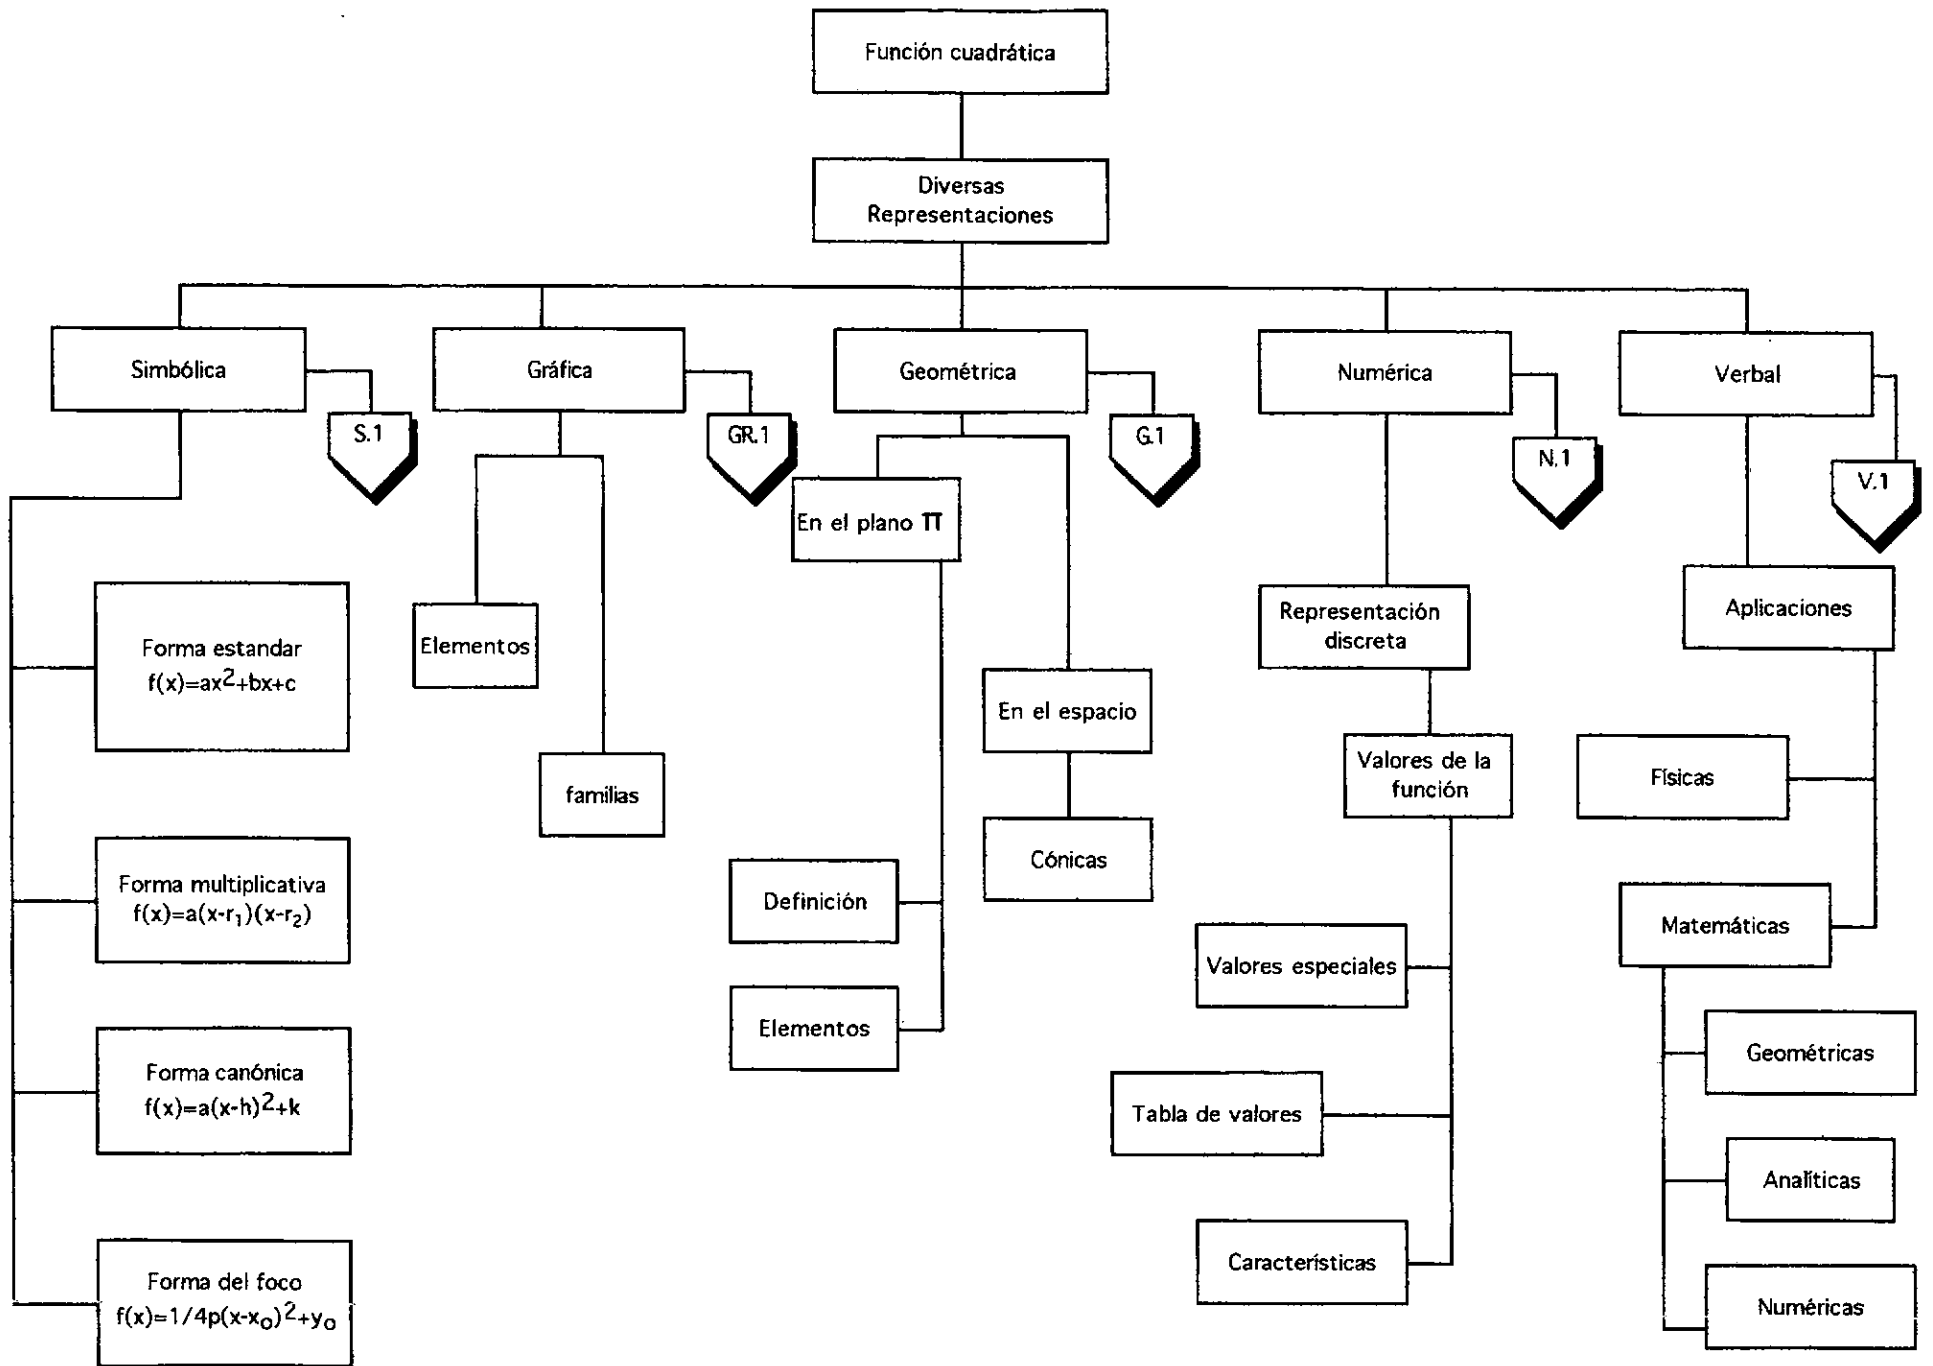 Función cuadrática
Diversas
Representaciones
Simbólica
S.1
Gráfica
GR.1
Geométrica
G.1
Numérica
N.1
Verbal
V.1
Forma estandar
f(x)=ax²+bx+c
Forma multiplicativa
f(x)=a(x-r₁)(x-r₂)
Forma canónica
f(x)=a(x-h)²+k
Forma del foco
f(x)=1/4p(x-x₀)²+y₀
Elementos
familias
En el plano π
Definición
Elementos
En el espacio
Cónicas
Representación
discreta
Valores de la
función
Valores especiales
Tabla de valores
Características
Aplicaciones
Físicas
Matemáticas
Geométricas
Analíticas
Numéricas